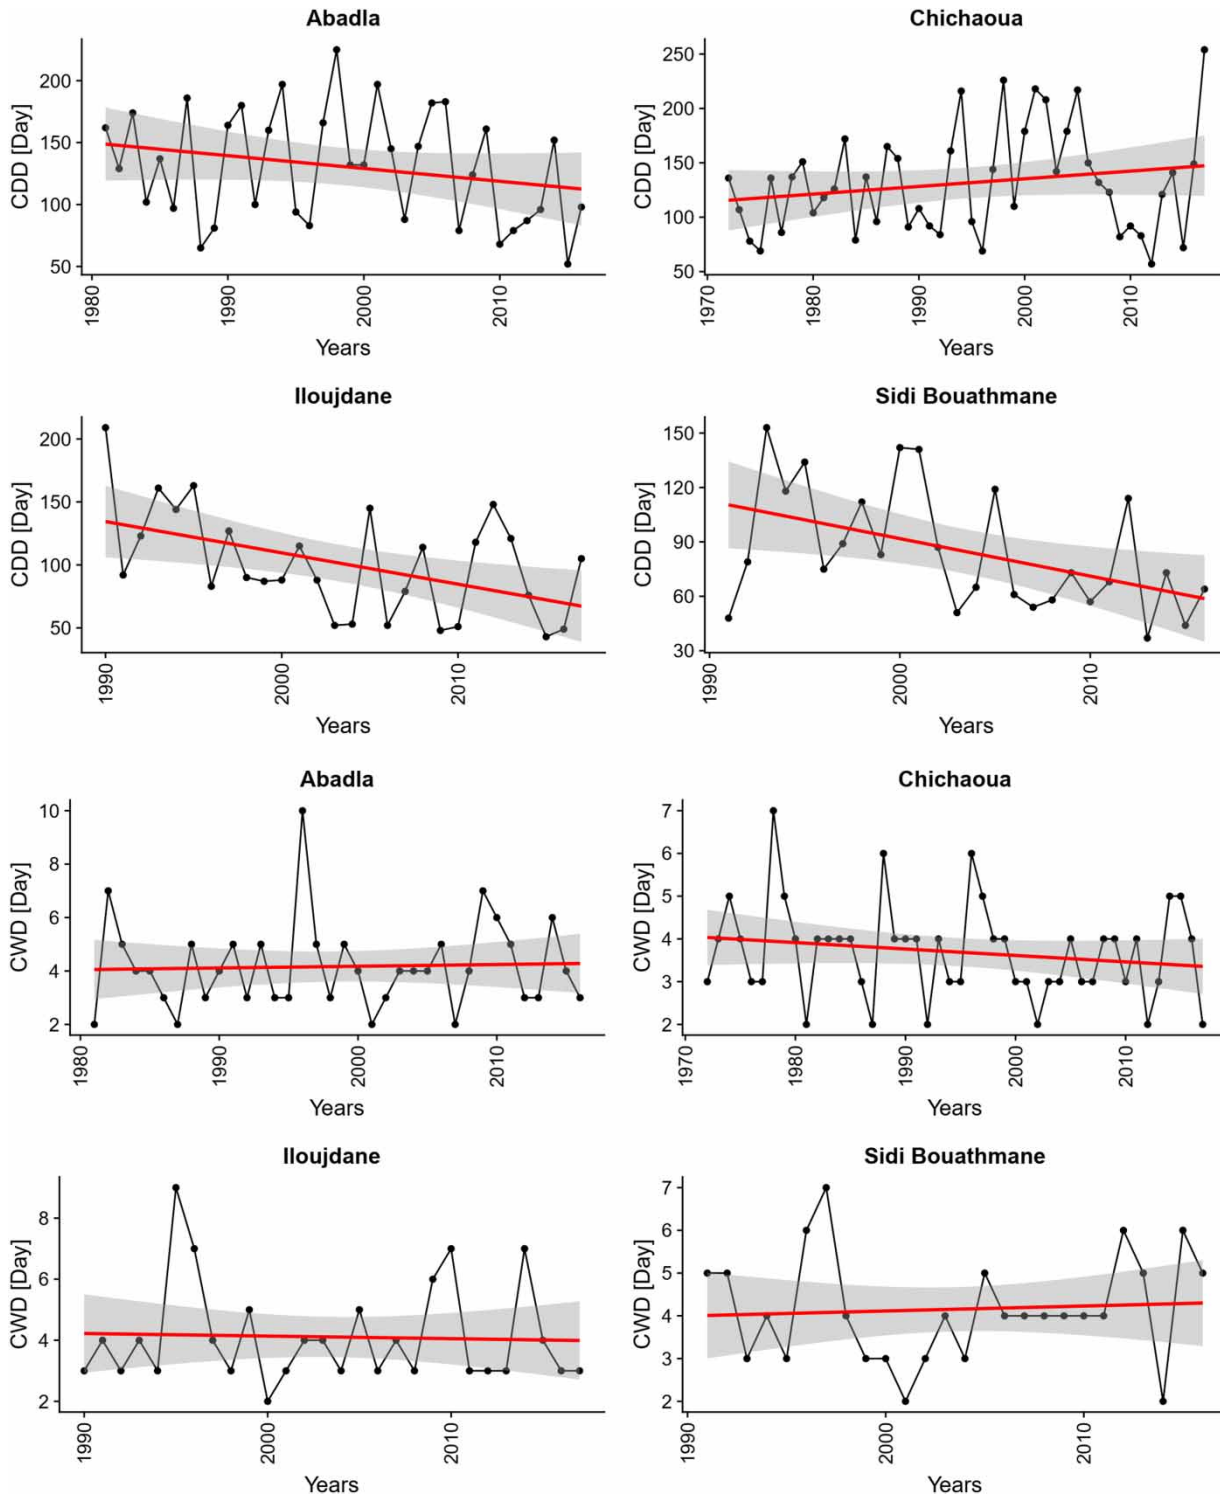 Abadla
CDD [Day]
200
150
100
50
1980
1990
2000
2010
Years
Chichaoua
CDD [Day]
250
200
150
100
50
1970
1980
1990
2000
2010
Years
Iloujdane
CDD [Day]
200
150
100
50
1990
2000
2010
Years
Sidi Bouathmane
CDD [Day]
150
120
90
60
30
1990
2000
2010
Years
Abadla
CWD [Day]
10
8
6
4
2
1980
1990
2000
2010
Years
Chichaoua
CWD [Day]
7
6
5
4
3
2
1970
1980
1990
2000
2010
Years
Iloujdane
CWD [Day]
8
6
4
2
1990
2000
2010
Years
Sidi Bouathmane
CWD [Day]
7
6
5
4
3
2
1990
2000
2010
Years